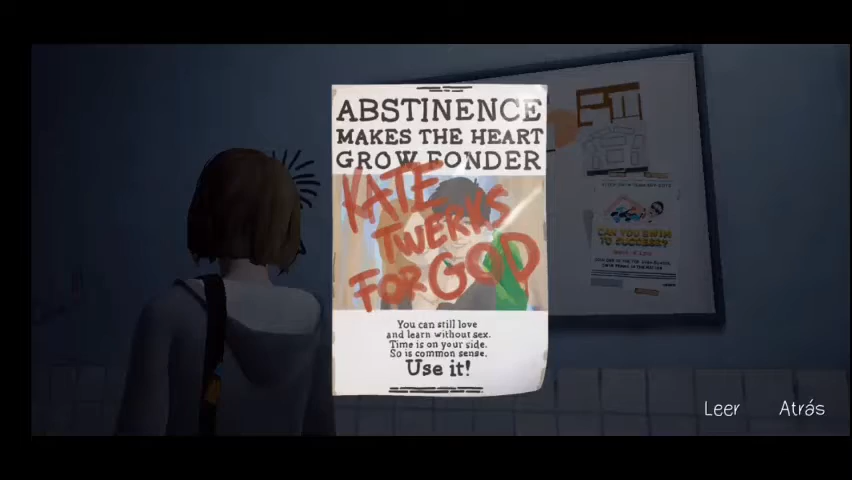 ABSTINENCE
MAKES THE HEART
GROW FONDER
KATE
TWERKS
FOR GOD
You can still love
and learn without sex.
Time is on your side.
So is common sense.
Use it!
CAN YOU SWIM
TO SUCCESS?
Leer
Atrás